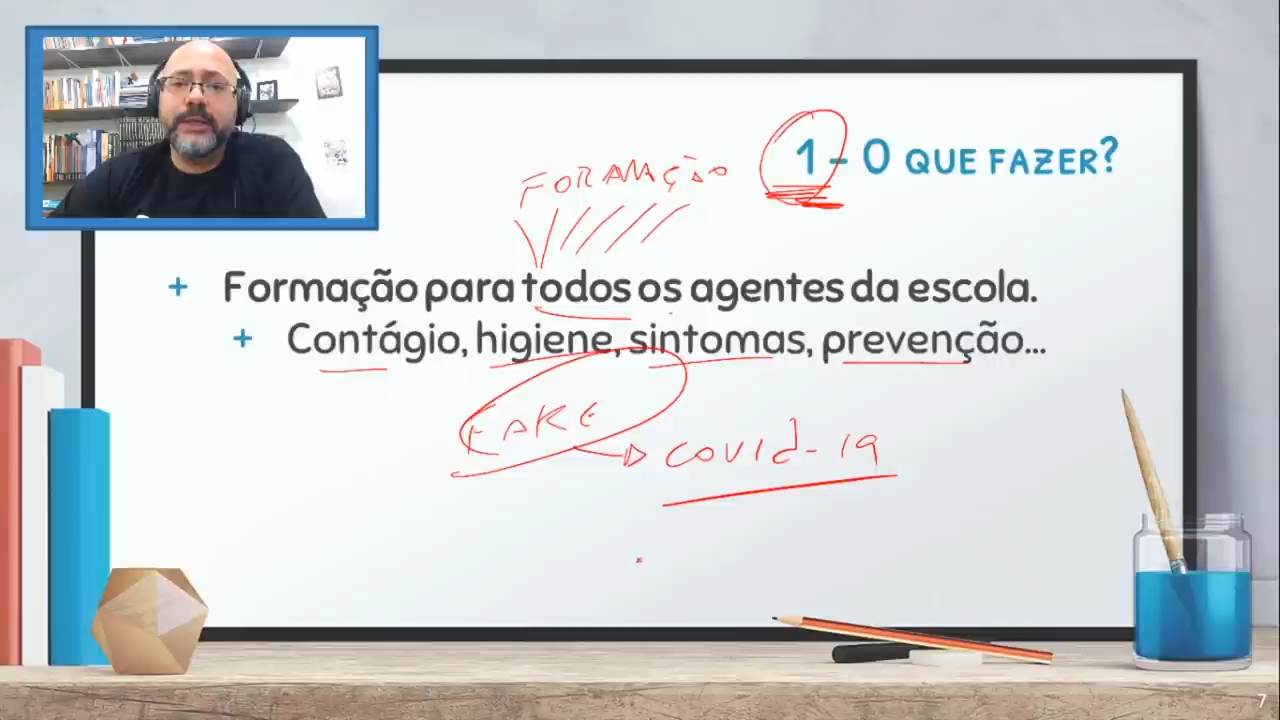 1 - O QUE FAZER?
FORMAÇÃO
+ Formação para todos os agentes da escola.
+ Contágio, higiene, sintomas, prevenção...
FAKE
covid-19
7